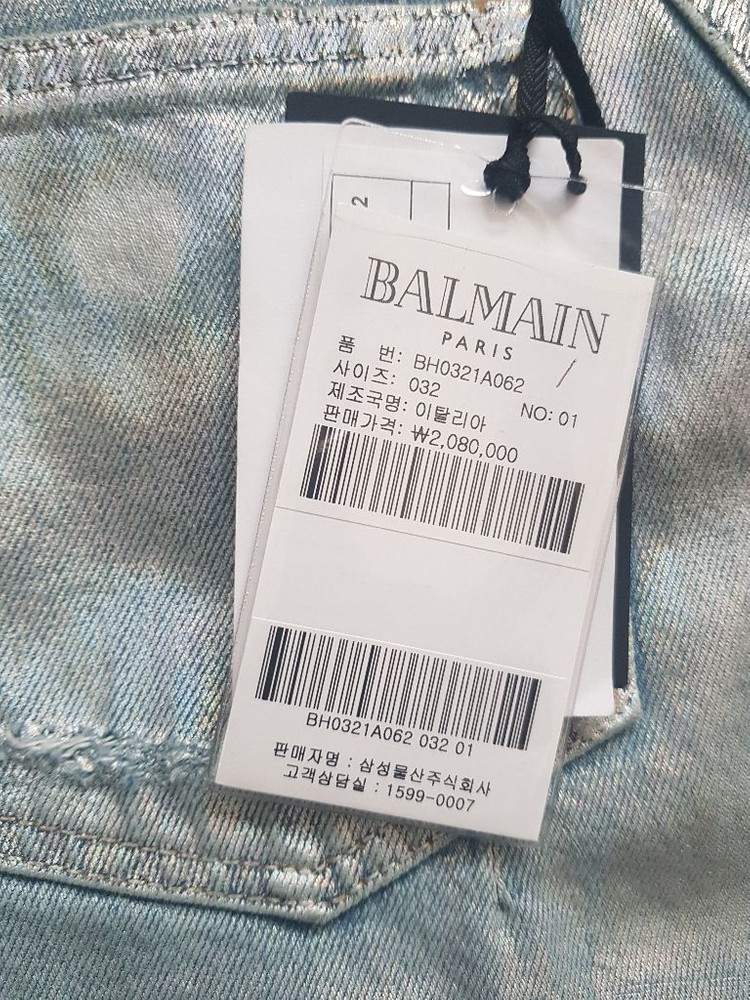 2
BALMAIN
PARIS
품 번: BH0321A062
사이즈: 032 NO: 01
제조국명: 이탈리아
판매가격: ₩2,080,000
BH0321A062 032 01
판매자명 : 삼성물산주식회사
고객상담실 : 1599-0007